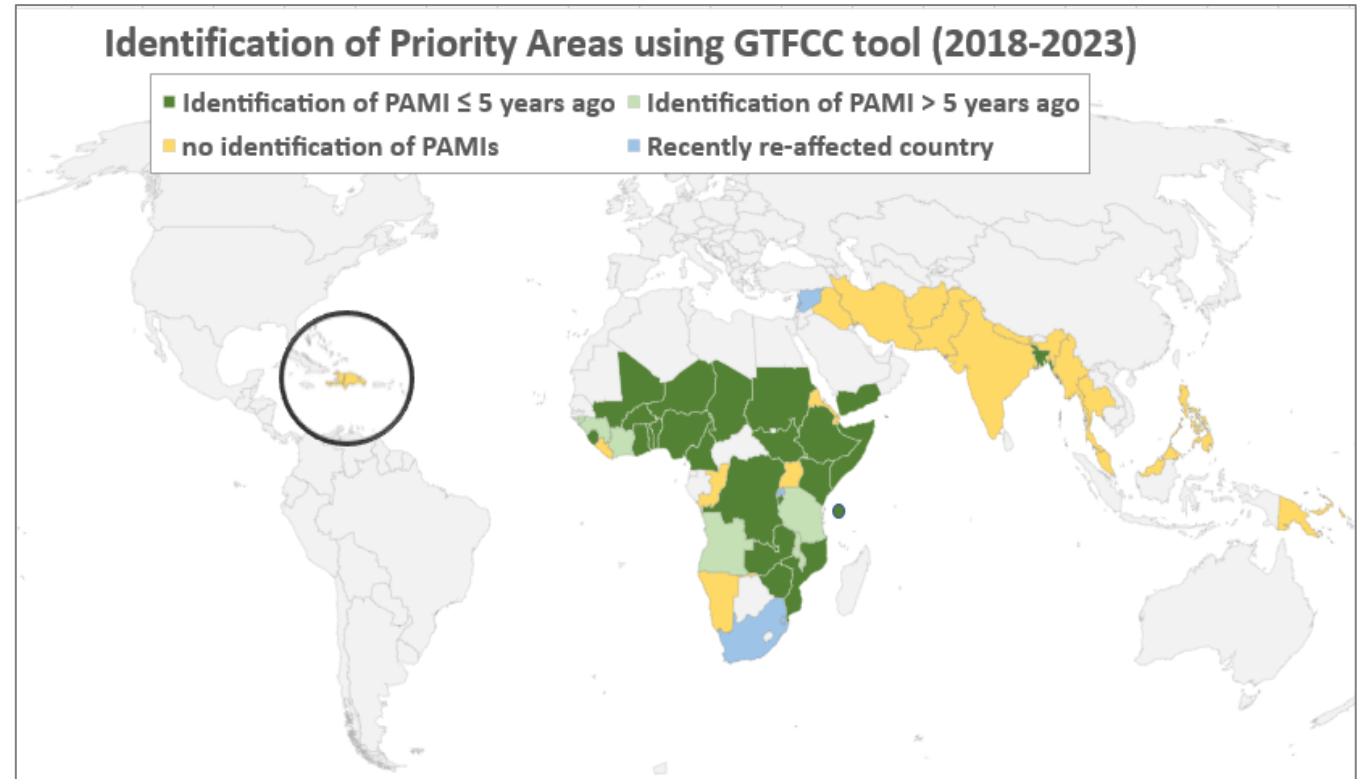 Identification of Priority Areas using GTFCC tool (2018-2023)
Identification of PAMI ≤ 5 years ago Identification of PAMI > 5 years ago
no identification of PAMIs Recently re-affected country